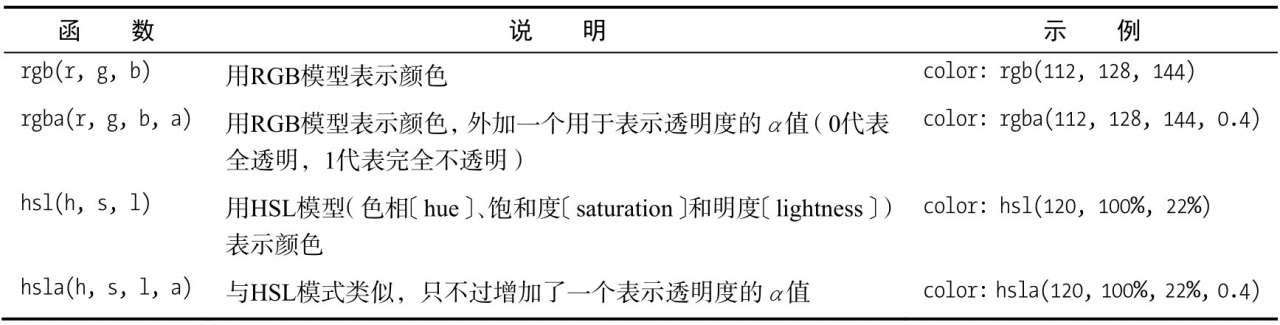 函 数 说 明 示 例
rgb(r, g, b) 用RGB模型表示颜色 color: rgb(112, 128, 144)
rgba(r, g, b, a) 用RGB模型表示颜色，外加一个用于表示透明度的α值（0代表 color: rgba(112, 128, 144, 0.4)
全透明，1代表完全不透明）
hsl(h, s, l) 用HSL模型（色相〔hue〕、饱和度〔saturation〕和明度〔lightness〕） color: hsl(120, 100%, 22%)
表示颜色
hsla(h, s, l, a) 与HSL模式类似，只不过增加了一个表示透明度的α值 color: hsla(120, 100%, 22%, 0.4)